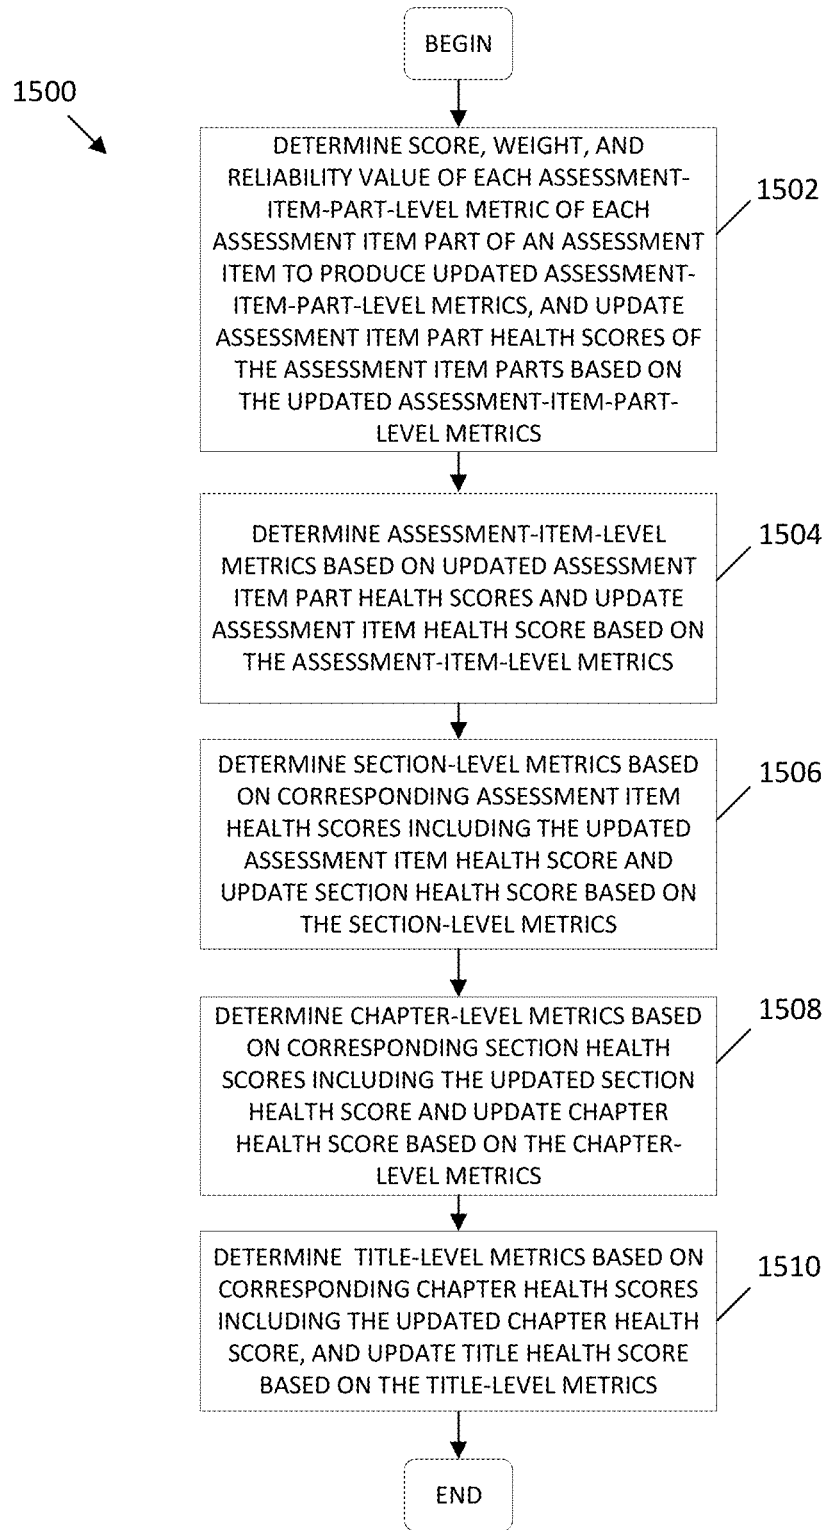 BEGIN
1500
DETERMINE SCORE, WEIGHT, AND
RELIABILITY VALUE OF EACH ASSESSMENT-
ITEM-PART-LEVEL METRIC OF EACH
ASSESSMENT ITEM PART OF AN ASSESSMENT
ITEM TO PRODUCE UPDATED ASSESSMENT-
ITEM-PART-LEVEL METRICS, AND UPDATE
ASSESSMENT ITEM PART HEALTH SCORES OF
THE ASSESSMENT ITEM PARTS BASED ON
THE UPDATED ASSESSMENT-ITEM-PART-
LEVEL METRICS
1502
DETERMINE ASSESSMENT-ITEM-LEVEL
METRICS BASED ON UPDATED ASSESSMENT
ITEM PART HEALTH SCORES AND UPDATE
ASSESSMENT ITEM HEALTH SCORE BASED ON
THE ASSESSMENT-ITEM-LEVEL METRICS
1504
DETERMINE SECTION-LEVEL METRICS BASED
ON CORRESPONDING ASSESSMENT ITEM
HEALTH SCORES INCLUDING THE UPDATED
ASSESSMENT ITEM HEALTH SCORE AND
UPDATE SECTION HEALTH SCORE BASED ON
THE SECTION-LEVEL METRICS
1506
DETERMINE CHAPTER-LEVEL METRICS BASED
ON CORRESPONDING SECTION HEALTH
SCORES INCLUDING THE UPDATED SECTION
HEALTH SCORE AND UPDATE CHAPTER
HEALTH SCORE BASED ON THE CHAPTER-
LEVEL METRICS
1508
DETERMINE TITLE-LEVEL METRICS BASED ON
CORRESPONDING CHAPTER HEALTH SCORES
INCLUDING THE UPDATED CHAPTER HEALTH
SCORE, AND UPDATE TITLE HEALTH SCORE
BASED ON THE TITLE-LEVEL METRICS
1510
END